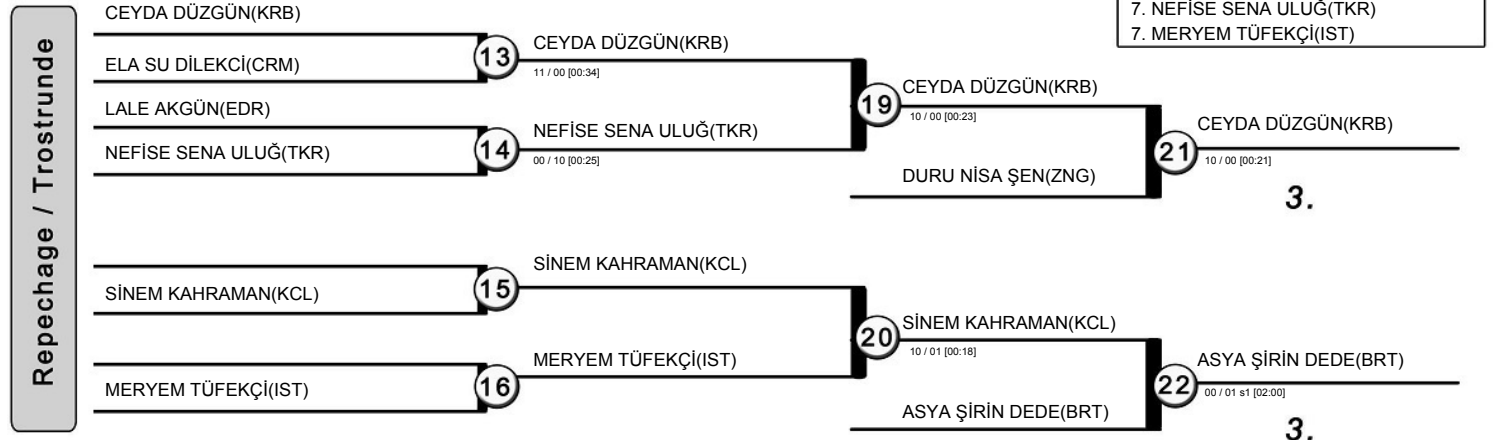 7. NEFİSE SENA ULUĞ(TKR)
7. MERYEM TÜFEKÇİ(IST)
Repechage / Trostrunde
CEYDA DÜZGÜN(KRB)
ELA SU DİLEKCİ(CRM)
13
CEYDA DÜZGÜN(KRB)
11 / 00 [00:34]
LALE AKGÜN(EDR)
NEFİSE SENA ULUĞ(TKR)
14
NEFİSE SENA ULUĞ(TKR)
00 / 10 [00:25]
19
CEYDA DÜZGÜN(KRB)
10 / 00 [00:23]
DURU NİSA ŞEN(ZNG)
21
CEYDA DÜZGÜN(KRB)
10 / 00 [00:21]
3.
SİNEM KAHRAMAN(KCL)
15
SİNEM KAHRAMAN(KCL)
MERYEM TÜFEKÇİ(IST)
16
MERYEM TÜFEKÇİ(IST)
20
SİNEM KAHRAMAN(KCL)
10 / 01 [00:18]
ASYA ŞİRİN DEDE(BRT)
22
ASYA ŞİRİN DEDE(BRT)
00 / 01 s1 [02:00]
3.